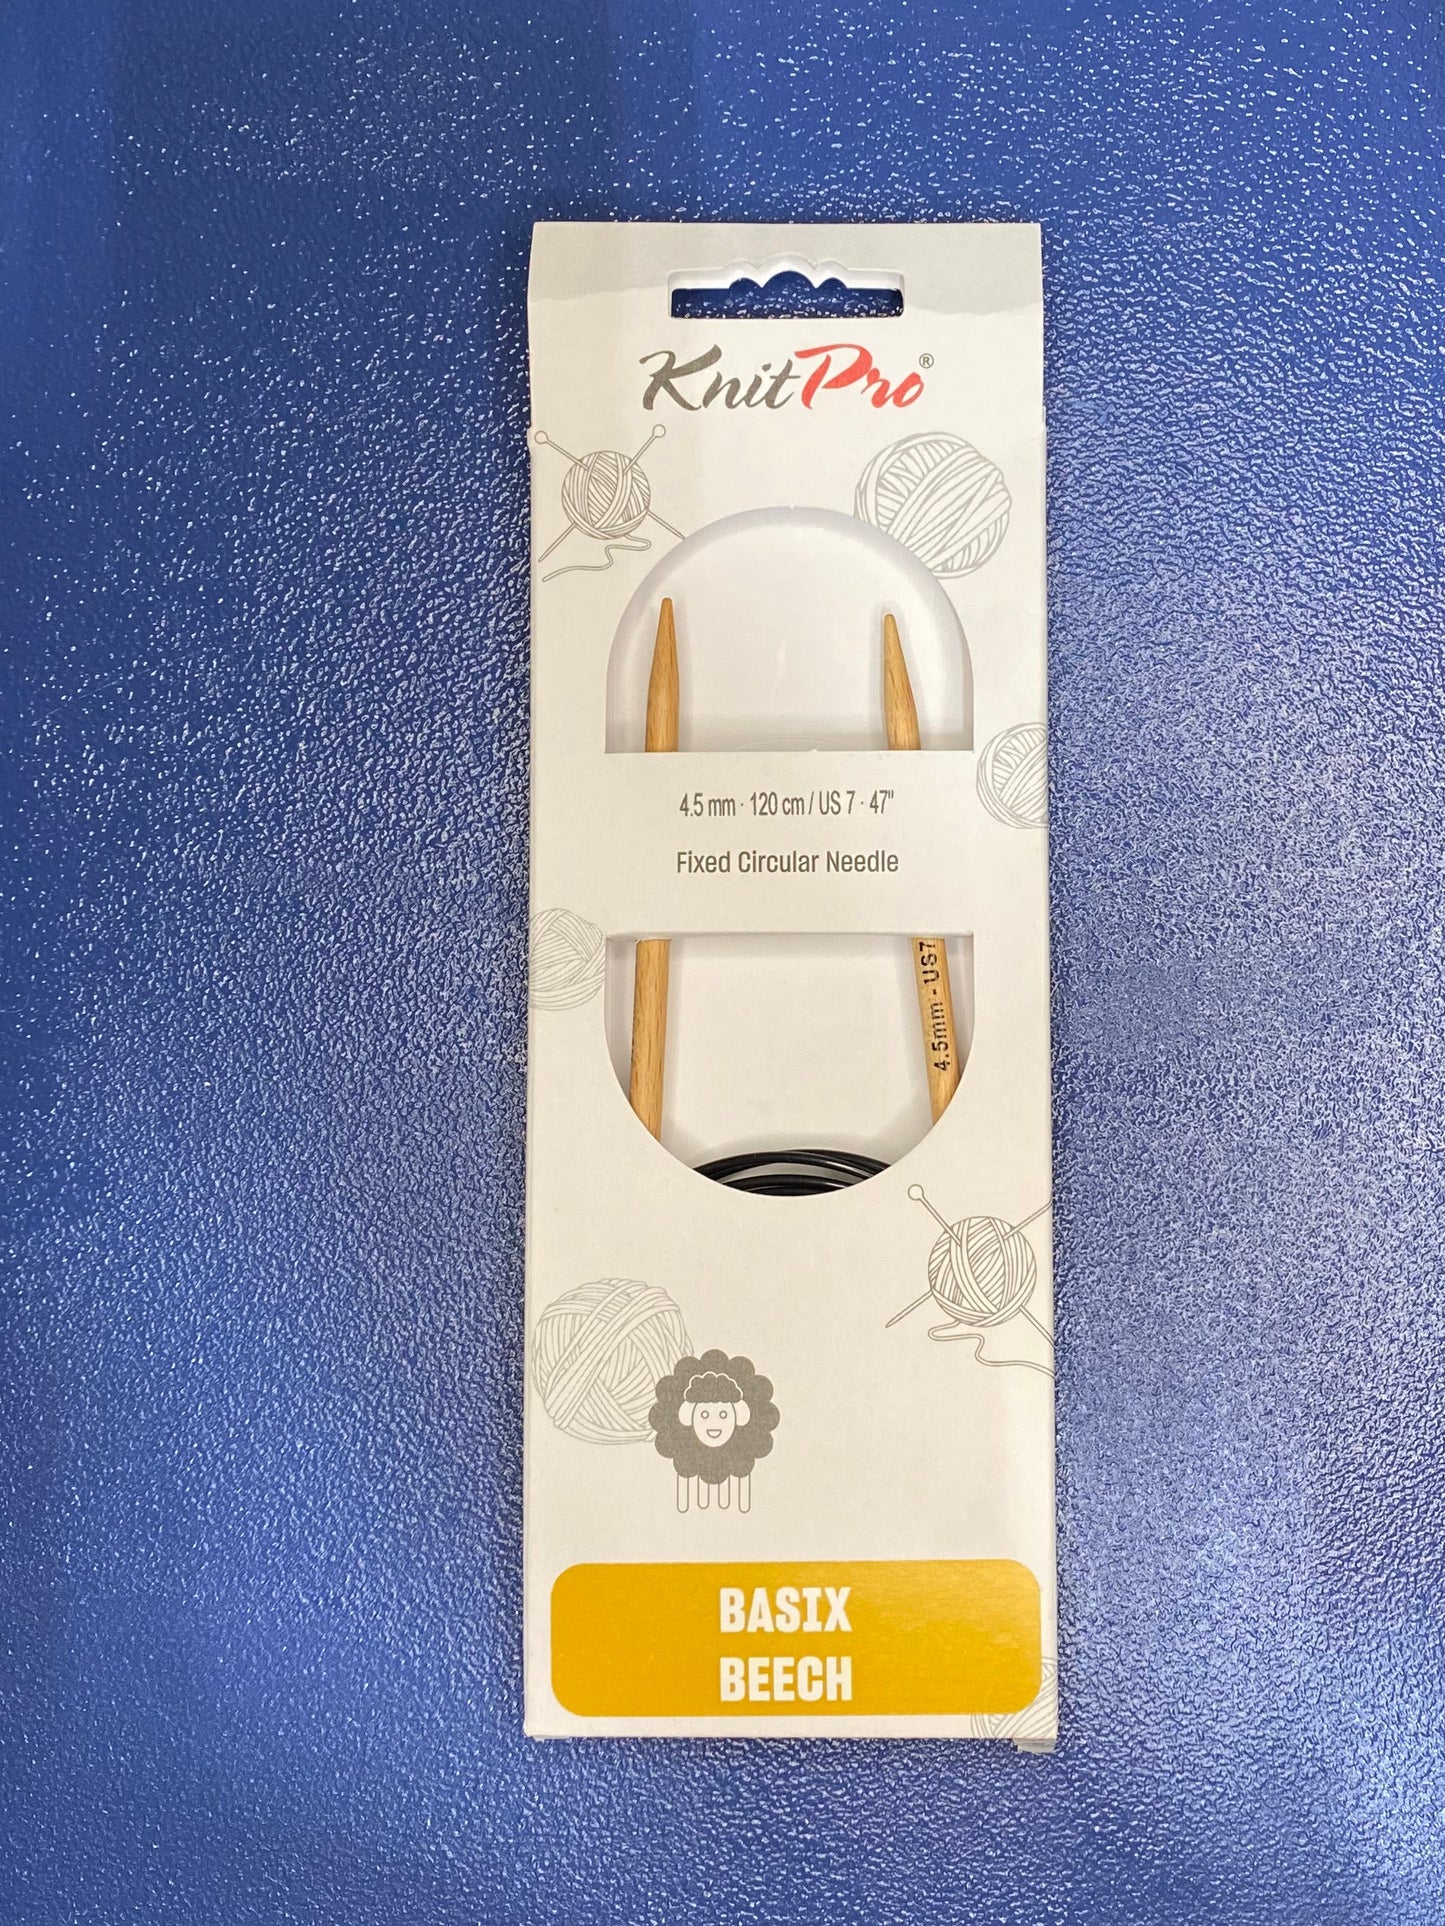 KnitPro®
4.5 mm · 120 cm / US 7 · 47"
Fixed Circular Needle
4.5mm - US7
BASIX
BEECH